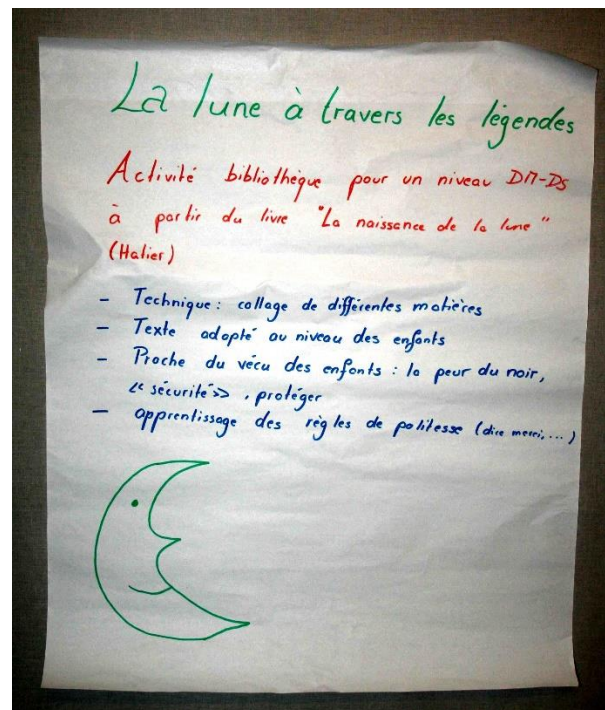 La lune à travers les légendes
Activité bibliothèque pour un niveau DM-DS
à partir du livre "La naissance de la lune"
(Hatier)
- Technique: collage de différentes matières
- Texte adapté au niveau des enfants
- Proche du vécu des enfants : la peur du noir,
« sécurité», protéger
- apprentissage des règles de politesse (dire merci,...)